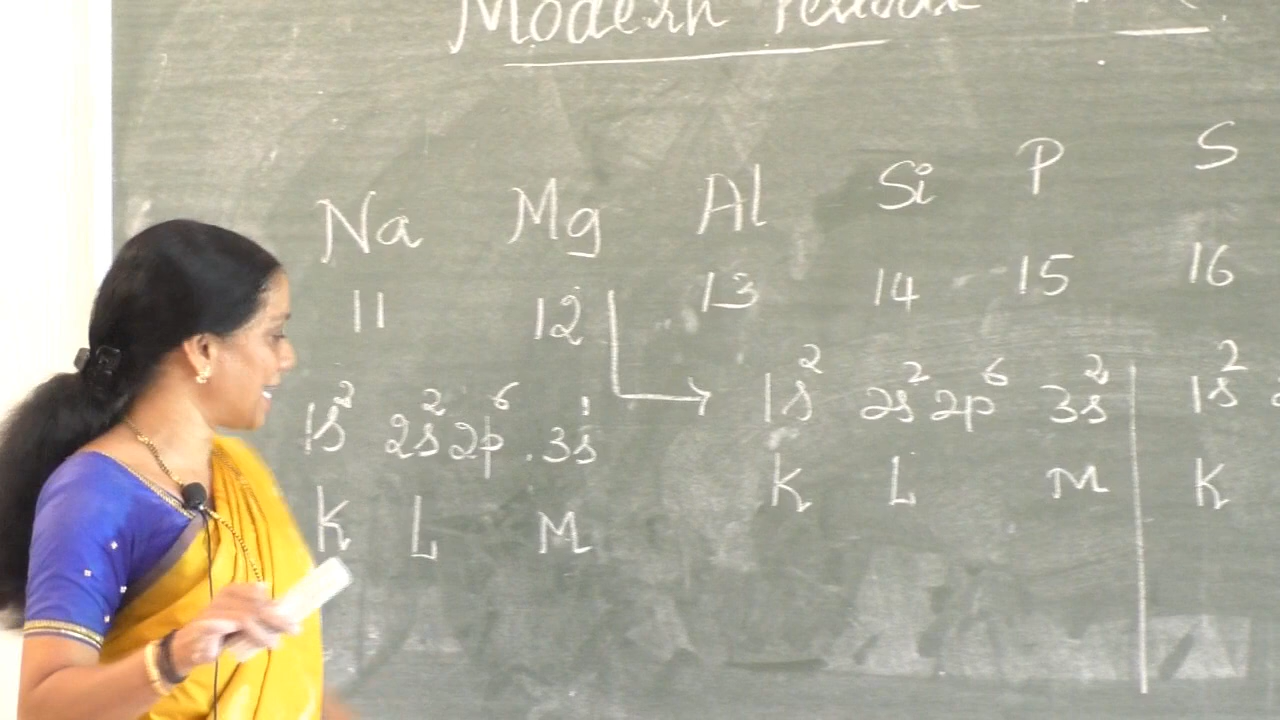 Modern Periodic
Na Mg Al Si P S
11 12 13 14 15 16
1s² 2s² 2p⁶ 3s¹ 1s² 2s² 2p⁶ 3s² 1s²
K L M K L M K